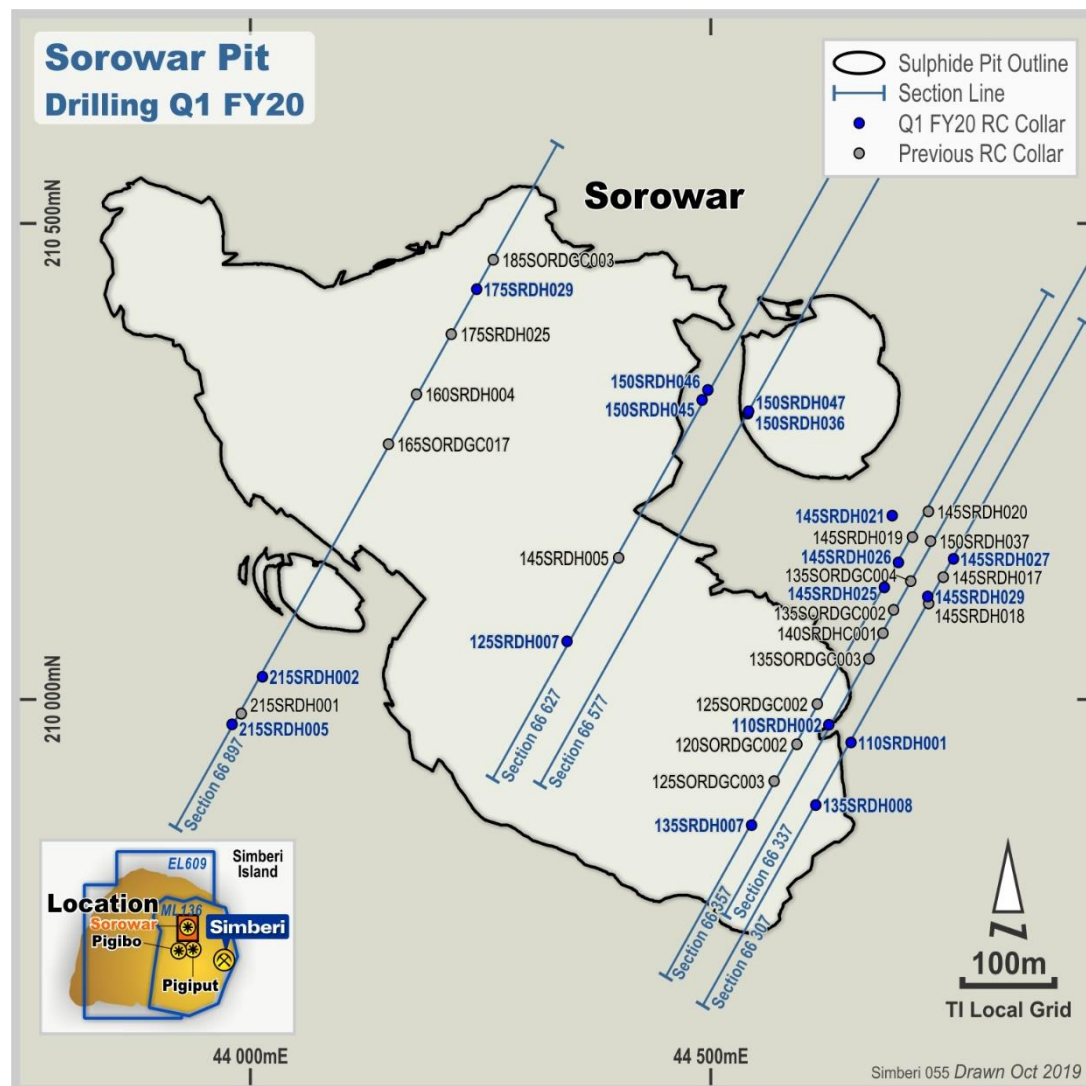 Sorowar Pit
Drilling Q1 FY20
Sulphide Pit Outline
Section Line
Q1 FY20 RC Collar
Previous RC Collar
Sorowar
210 500mN
185SORDGC003
175SRDH029
175SRDH025
160SRDH004
165SORDGC017
150SRDH046
150SRDH045
150SRDH047
150SRDH036
145SRDH021
145SRDH020
145SRDH019
150SRDH037
145SRDH005
145SRDH026
145SRDH027
135SORDGC004
145SRDH017
145SRDH025
145SRDH029
135SORDGC002
145SRDH018
140SRDHC001
125SRDH007
135SORDGC003
215SRDH002
210 000mN
215SRDH001
215SRDH005
125SORDGC002
110SRDH002
120SORDGC002
110SRDH001
125SORDGC003
135SRDH008
135SRDH007
Section 66 897
Section 66 627
Section 66 577
Section 66 357
Section 66 337
Section 66 307
EL609
Simberi
Island
Location
ML136
Sorowar
Simberi
Pigibo
Pigiput
N
100m
TI Local Grid
44 000mE
44 500mE
Simberi 055 Drawn Oct 2019